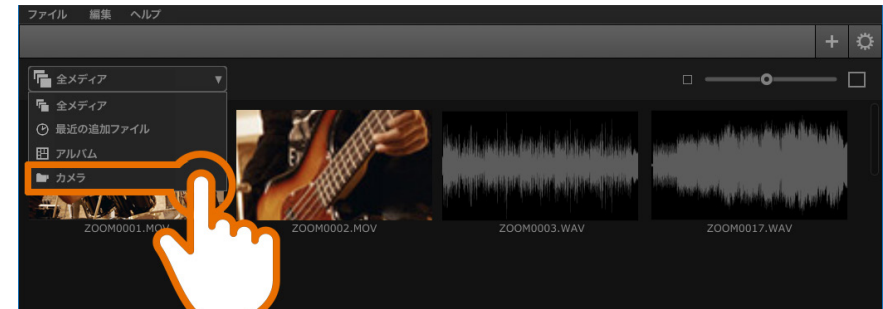 ファイル 編集 ヘルプ
全メディア
全メディア
最近の追加ファイル
アルバム
カメラ
ZOOM0001.MOV ZOOM0002.MOV ZOOM0003.WAV ZOOM0017.WAV